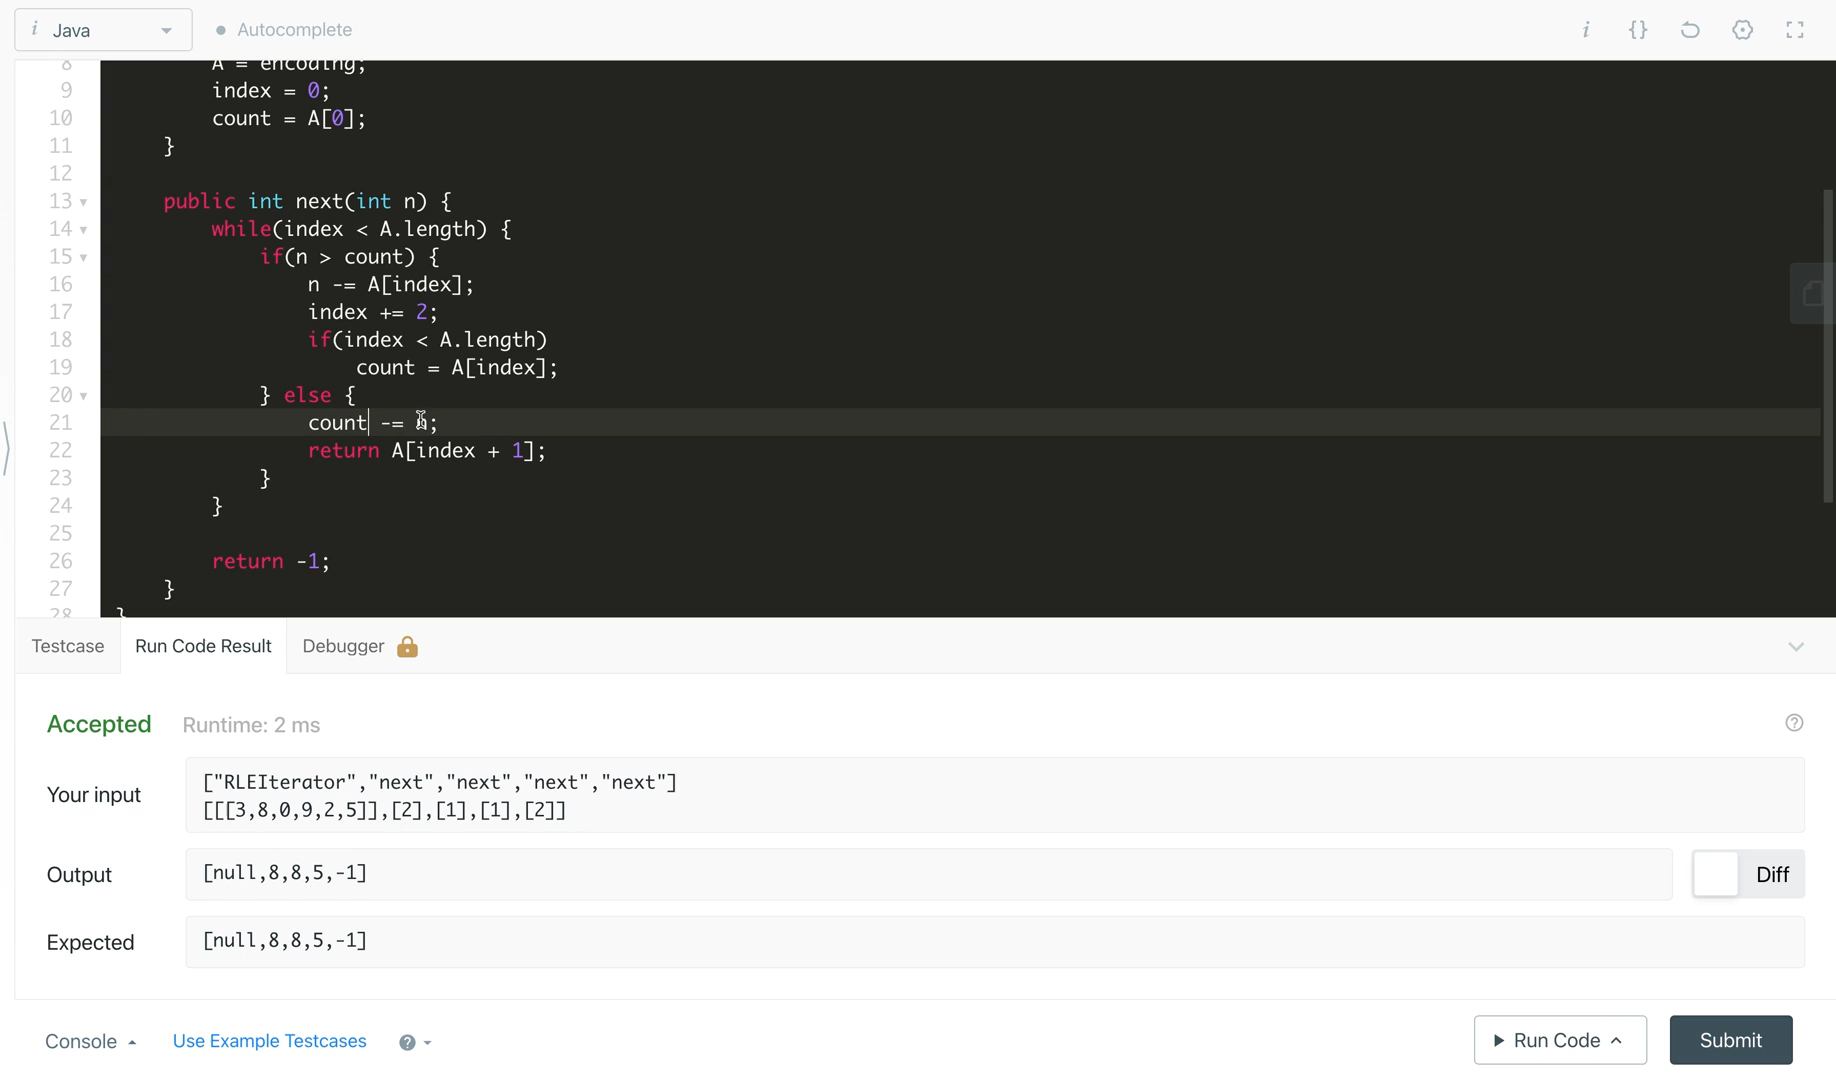 i Java
Autocomplete
i {}
8 A = encoding;
9 index = 0;
10 count = A[0];
11 }
12
13 public int next(int n) {
14 while(index < A.length) {
15 if(n > count) {
16 n -= A[index];
17 index += 2;
18 if(index < A.length)
19 count = A[index];
20 } else {
21 count -= ;
22 return A[index + 1];
23 }
24 }
25
26 return -1;
27 }
28 }
Testcase Run Code Result Debugger
Accepted Runtime: 2 ms
Your input
["RLEIterator","next","next","next","next"]
[[[3,8,0,9,2,5]],[2],[1],[1],[2]]
Output [null,8,8,5,-1] Diff
Expected [null,8,8,5,-1]
Console Use Example Testcases ? Run Code Submit